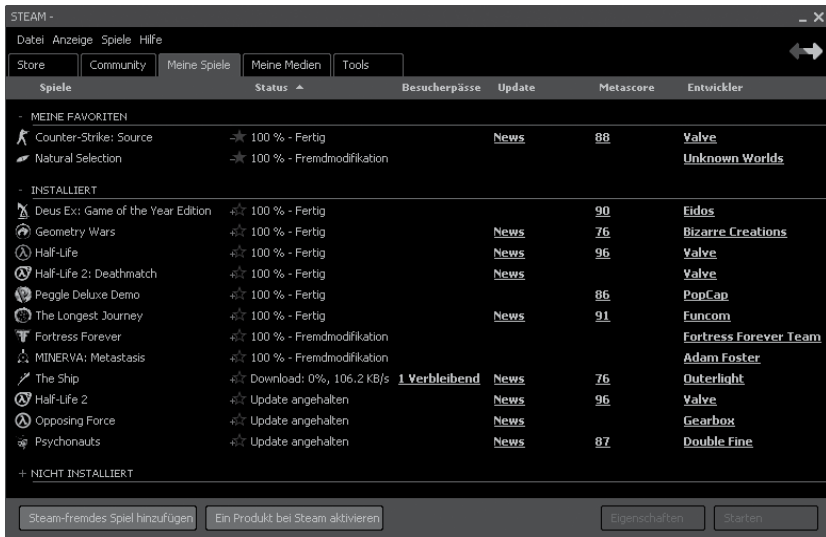 STEAM -
Datei Anzeige Spiele Hilfe
Store Community Meine Spiele Meine Medien Tools
Spiele Status Besucherpässe Update Metascore Entwickler
- MEINE FAVORITEN
Counter-Strike: Source 100 % - Fertig News 88 Valve
Natural Selection 100 % - Fremdmodifikation Unknown Worlds
- INSTALLIERT
Deus Ex: Game of the Year Edition 100 % - Fertig 90 Eidos
Geometry Wars 100 % - Fertig News 76 Bizarre Creations
Half-Life 100 % - Fertig News 96 Valve
Half-Life 2: Deathmatch 100 % - Fertig News Valve
Peggle Deluxe Demo 100 % - Fertig 86 PopCap
The Longest Journey 100 % - Fertig News 91 Funcom
Fortress Forever 100 % - Fremdmodifikation Fortress Forever Team
MINERVA: Metastasis 100 % - Fremdmodifikation Adam Foster
The Ship Download: 0%, 106.2 KB/s 1 Verbleibend News 76 Outerlight
Half-Life 2 Update angehalten News 96 Valve
Opposing Force Update angehalten News Gearbox
Psychonauts Update angehalten News 87 Double Fine
+ NICHT INSTALLIERT
Steam-fremdes Spiel hinzufügen Ein Produkt bei Steam aktivieren Eigenschaften Starten